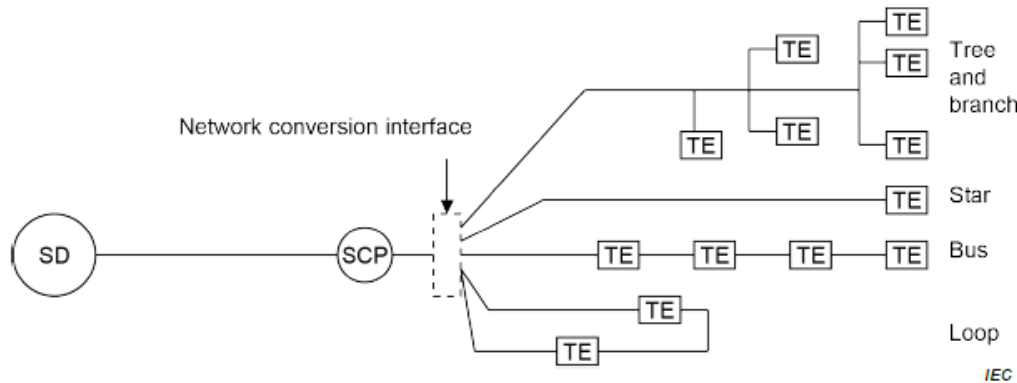 TE
TE
TE
Tree
and
branch
TE
TE
TE
Network conversion interface
TE
Star
SD
SCP
TE
TE
TE
TE
Bus
TE
TE
Loop
IEC